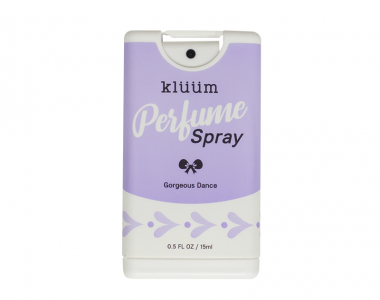 klüüm
Perfume
Spray
Gorgeous Dance
0.5 FL OZ / 15ml